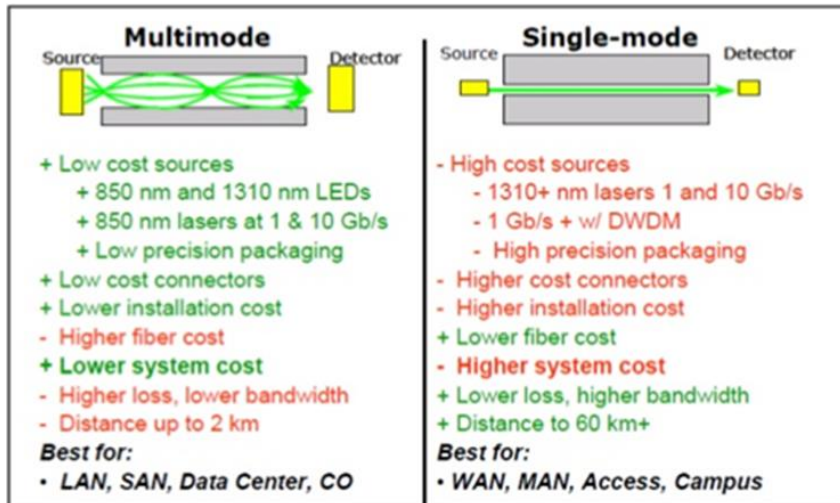 Multimode
Source
Detector
+ Low cost sources
+ 850 nm and 1310 nm LEDs
+ 850 nm lasers at 1 & 10 Gb/s
+ Low precision packaging
+ Low cost connectors
+ Lower installation cost
- Higher fiber cost
+ Lower system cost
- Higher loss, lower bandwidth
- Distance up to 2 km
Best for:
• LAN, SAN, Data Center, CO
Single-mode
Source
Detector
- High cost sources
- 1310+ nm lasers 1 and 10 Gb/s
- 1 Gb/s + w/ DWDM
- High precision packaging
- Higher cost connectors
- Higher installation cost
+ Lower fiber cost
- Higher system cost
+ Lower loss, higher bandwidth
+ Distance to 60 km+
Best for:
• WAN, MAN, Access, Campus